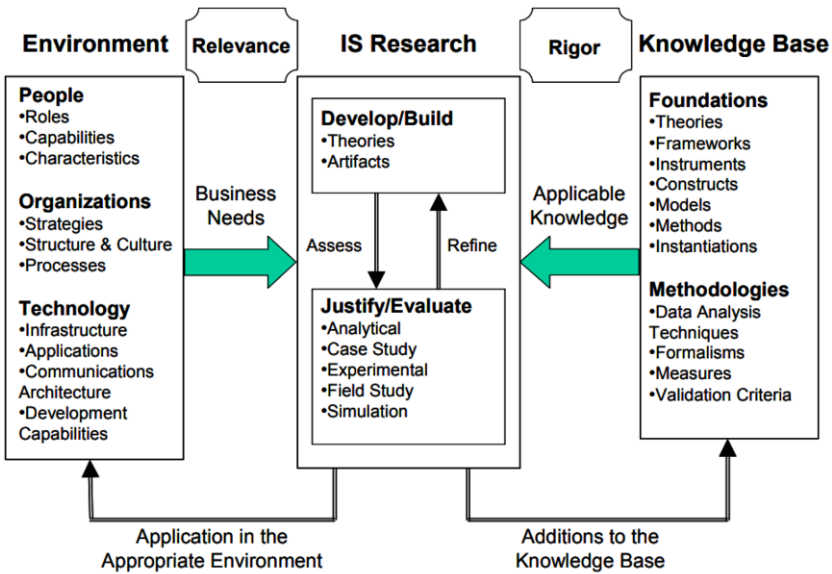 Environment
Relevance
IS Research
Rigor
Knowledge Base
People
•Roles
•Capabilities
•Characteristics
Organizations
•Strategies
•Structure & Culture
•Processes
Technology
•Infrastructure
•Applications
•Communications
Architecture
•Development
Capabilities
Business
Needs
Develop/Build
•Theories
•Artifacts
Assess
Refine
Justify/Evaluate
•Analytical
•Case Study
•Experimental
•Field Study
•Simulation
Applicable
Knowledge
Foundations
•Theories
•Frameworks
•Instruments
•Constructs
•Models
•Methods
•Instantiations
Methodologies
•Data Analysis
Techniques
•Formalisms
•Measures
•Validation Criteria
Application in the
Appropriate Environment
Additions to the
Knowledge Base